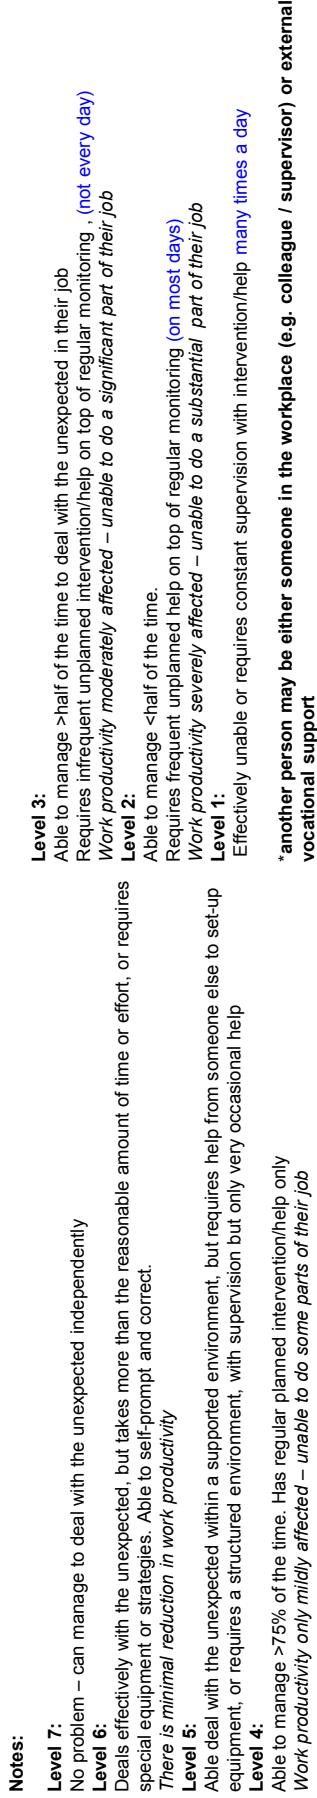 Notes:
Level 7:
No problem – can manage to deal with the unexpected independently
Level 6:
Deals effectively with the unexpected, but takes more than the reasonable amount of time or effort, or requires
special equipment or strategies. Able to self-prompt and correct.
There is minimal reduction in work productivity
Level 5:
Able deal with the unexpected within a supported environment, but requires help from someone else to set-up
equipment, or requires a structured environment, with supervision but only very occasional help
Level 4:
Able to manage >75% of the time. Has regular planned intervention/help only
Work productivity only mildly affected – unable to do some parts of their job
Level 3:
Able to manage >half of the time to deal with the unexpected in their job
Requires infrequent unplanned intervention/help on top of regular monitoring , (not every day)
Work productivity moderately affected – unable to do a significant part of their job
Level 2:
Able to manage <half of the time.
Requires frequent unplanned help on top of regular monitoring (on most days)
Work productivity severely affected – unable to do a substantial part of their job
Level 1:
Effectively unable or requires constant supervision with intervention/help many times a day
*another person may be either someone in the workplace (e.g. colleague / supervisor) or external
vocational support